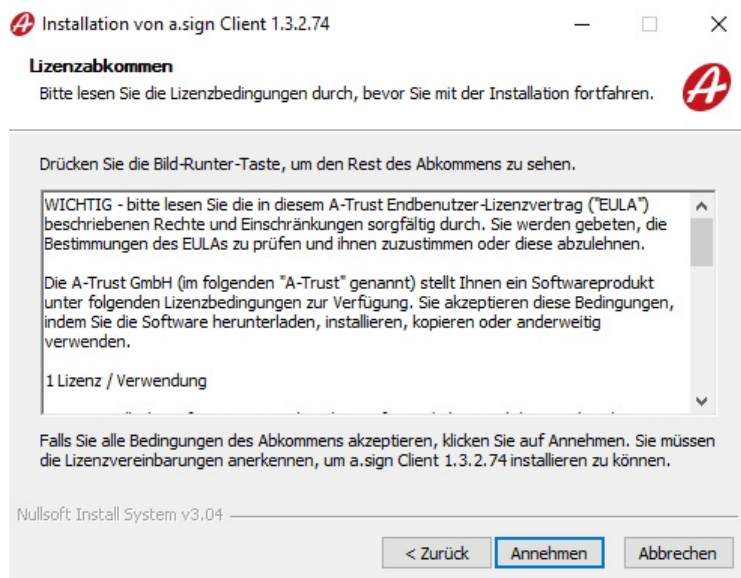 Installation von a.sign Client 1.3.2.74
Lizenzabkommen
Bitte lesen Sie die Lizenzbedingungen durch, bevor Sie mit der Installation fortfahren.
Drücken Sie die Bild-Runter-Taste, um den Rest des Abkommens zu sehen.
WICHTIG - bitte lesen Sie die in diesem A-Trust Endbenutzer-Lizenzvertrag ("EULA")
beschriebenen Rechte und Einschränkungen sorgfältig durch. Sie werden gebeten, die
Bestimmungen des EULAs zu prüfen und ihnen zuzustimmen oder diese abzulehnen.
Die A-Trust GmbH (im folgenden "A-Trust" genannt) stellt Ihnen ein Softwareprodukt
unter folgenden Lizenzbedingungen zur Verfügung. Sie akzeptieren diese Bedingungen,
indem Sie die Software herunterladen, installieren, kopieren oder anderweitig
verwenden.
1 Lizenz / Verwendung
Falls Sie alle Bedingungen des Abkommens akzeptieren, klicken Sie auf Annehmen. Sie müssen
die Lizenzvereinbarungen anerkennen, um a.sign Client 1.3.2.74 installieren zu können.
Nullsoft Install System v3.04
< Zurück Annehmen Abbrechen